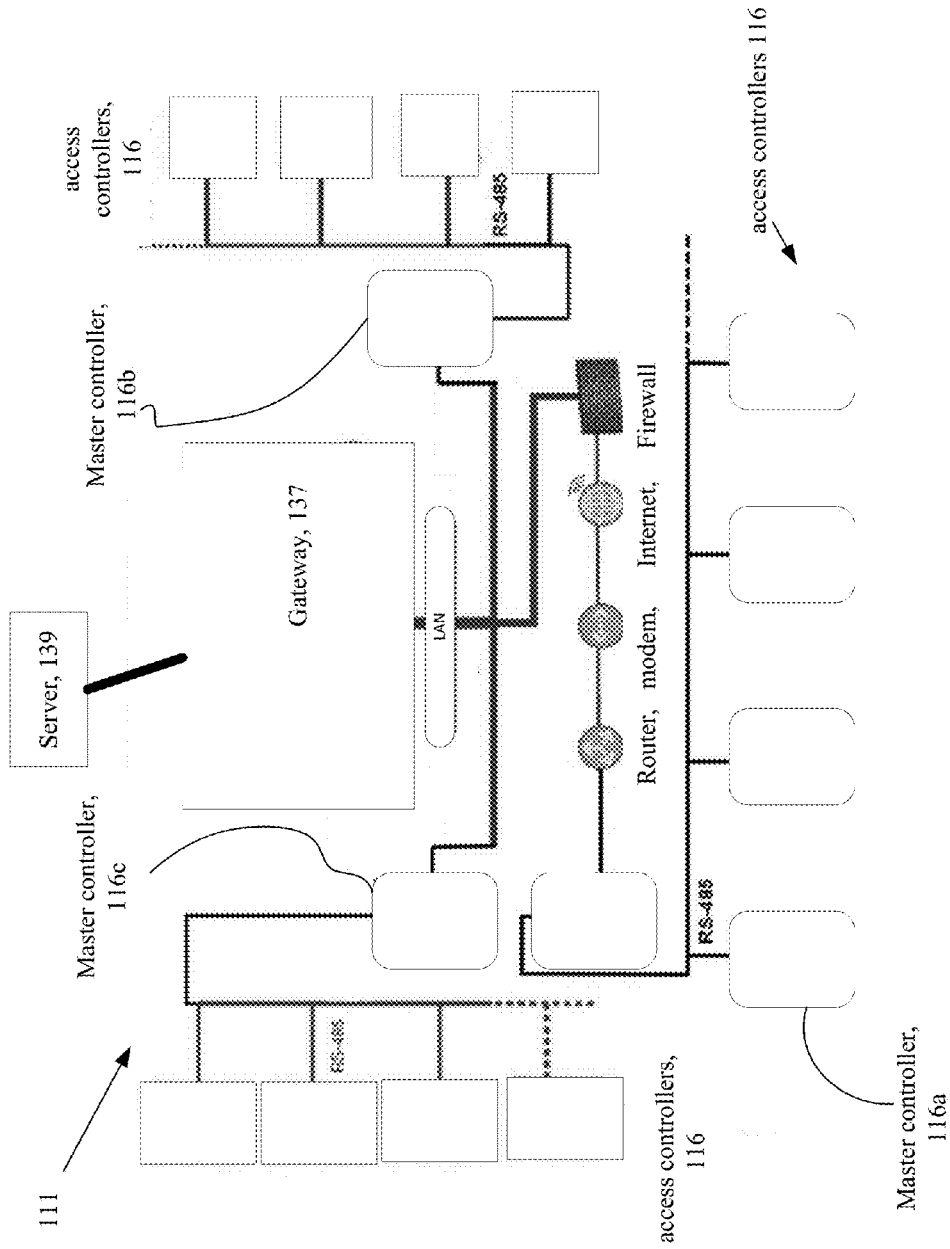 111
Server, 139
Master controller,
116c
Gateway, 137
Master controller,
116b
access
controllers,
116
LAN
RS-485
RS-485
Router, modem, Internet, Firewall
access controllers,
116
RS-485
Master controller,
116a
access controllers 116